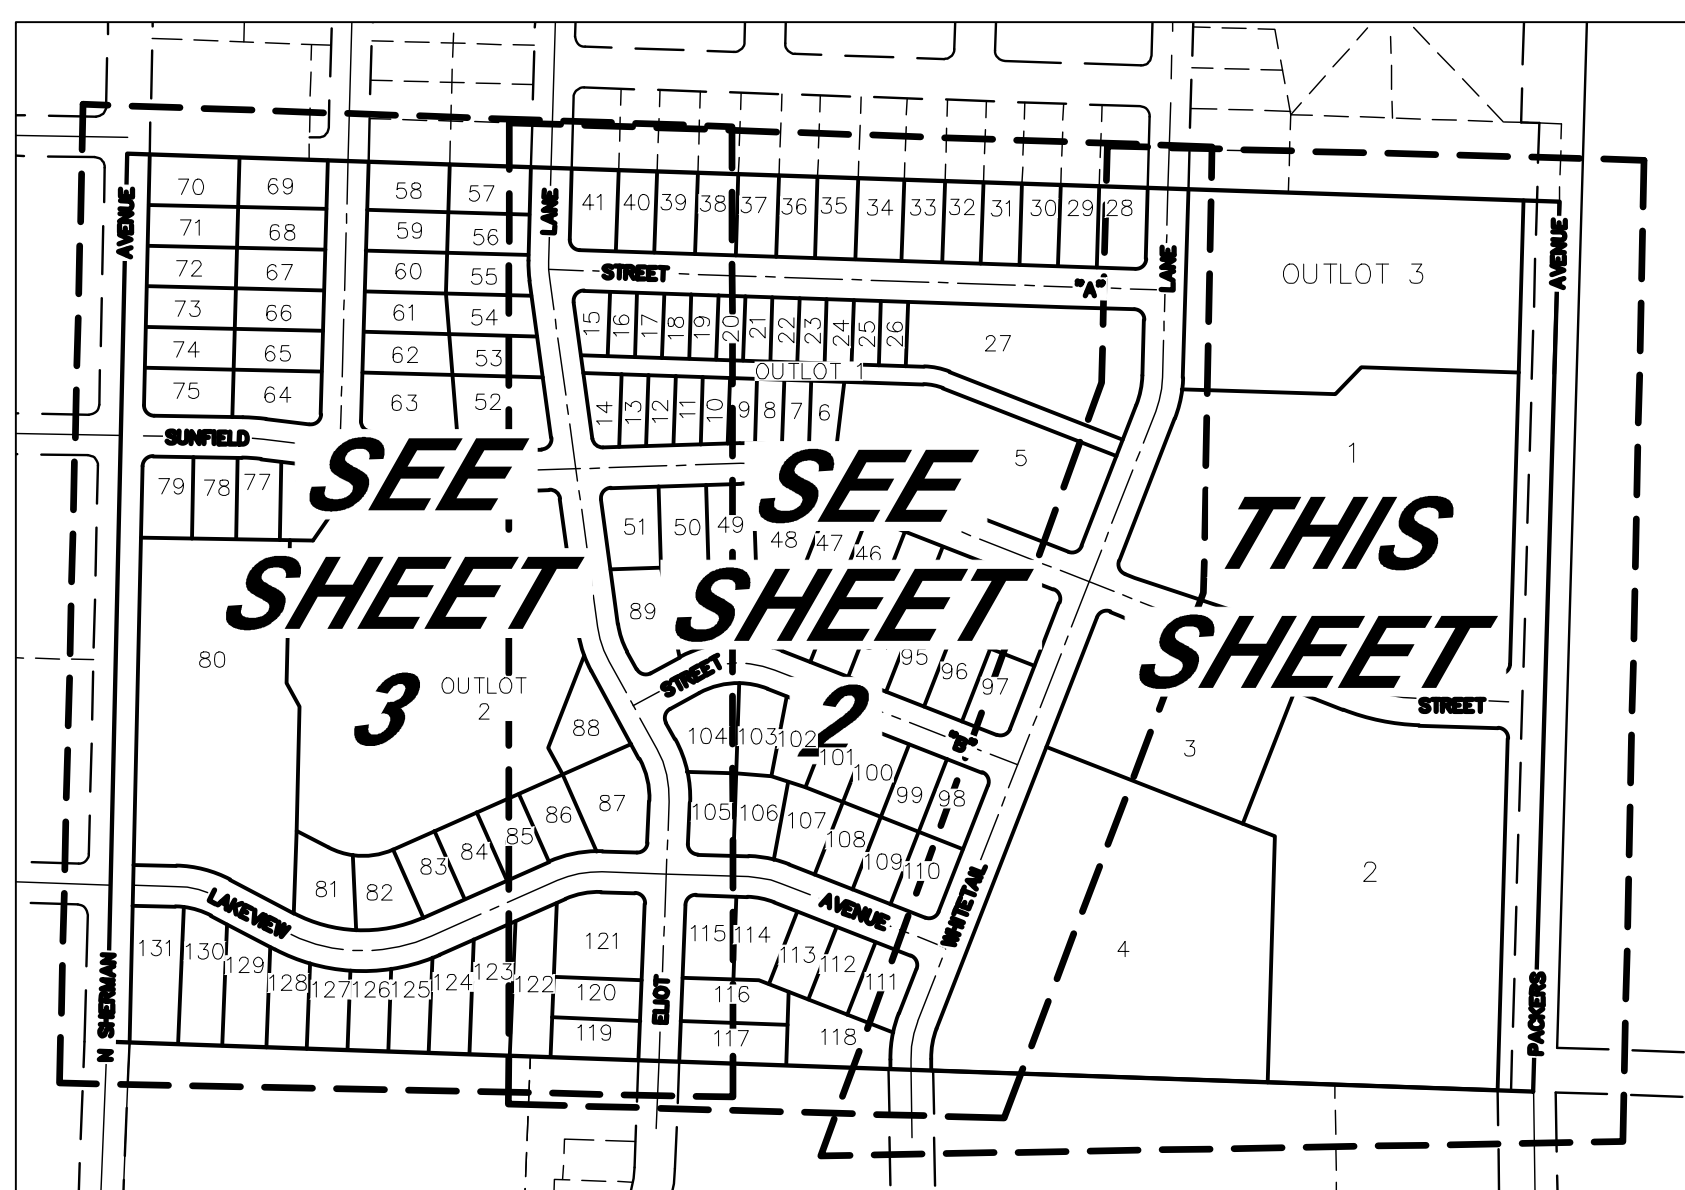 70 69 58 57
41 40 39 38 37 36 35 34 33 32 31 30 29 28
71 68 59 56
72 67 60 55
73 66 61 54
74 65 62 53
75 64 63 52
AVENUE
LANE
STREET
"A"
LANE
AVENUE
OUTLOT 3
15 16 17 18 19 20 21 22 23 24 25 26 27
OUTLOT 1
14 13 12 11 10 9 8 7 6
5
1
SUNFIELD
79 78 77
51 50 49 48 47 46
SEE
SHEET
3
SEE
SHEET
2
THIS
SHEET
89
80
OUTLOT
2
STREET
95 96 97
STREET
88
104 103 102 101 100 99 98
"B"
3
87
86
85
84
83
82
81
105 106 107 108 109 110
2
LAKEVIEW
AVENUE
WHITETAIL
131 130 129 128 127 126 125 124 123 122
121
120
119
115 114 113 112 111
116
117
118
4
N SHERMAN
ELIOT
PACKERS